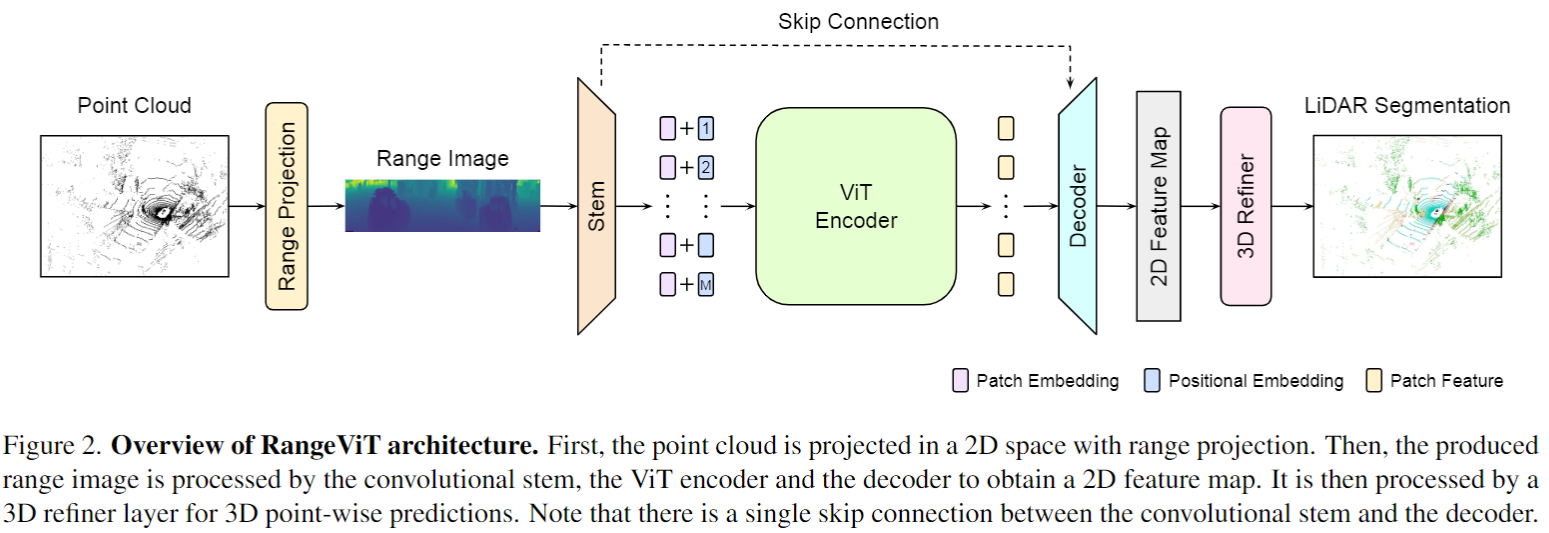 Skip Connection
Point Cloud
Range Projection
Range Image
Stem
+ 1
+ 2
+
+ M
ViT
Encoder
Decoder
2D Feature Map
3D Refiner
LiDAR Segmentation
Patch Embedding
Positional Embedding
Patch Feature
Figure 2. Overview of RangeViT architecture. First, the point cloud is projected in a 2D space with range projection. Then, the produced
range image is processed by the convolutional stem, the ViT encoder and the decoder to obtain a 2D feature map. It is then processed by a
3D refiner layer for 3D point-wise predictions. Note that there is a single skip connection between the convolutional stem and the decoder.